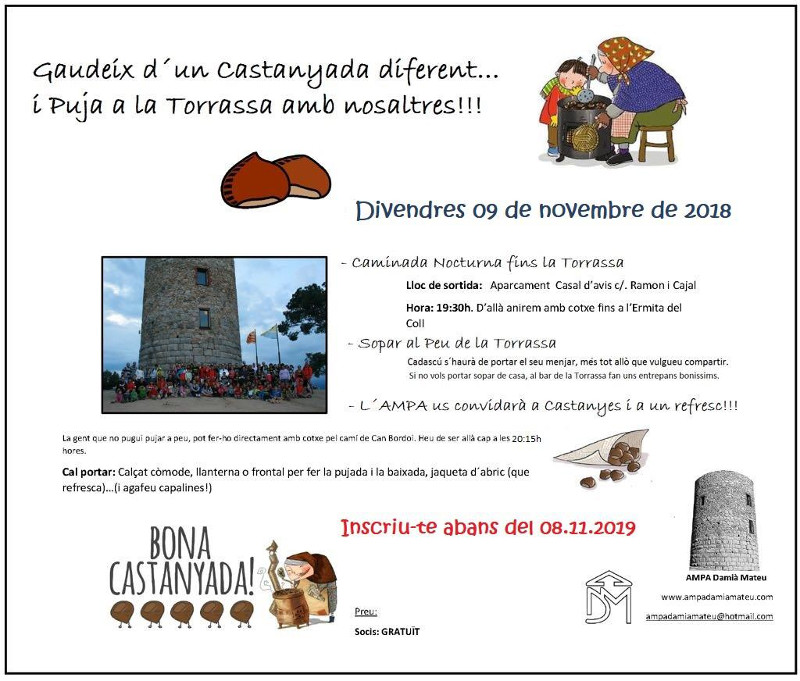 Gaudeix d´un Castanyada diferent...
i Puja a la Torrassa amb nosaltres!!!
Divendres 09 de novembre de 2018
- Caminada Nocturna fins la Torrassa
Lloc de sortida: Aparcament Casal d'avis c/. Ramon i Cajal
Hora: 19:30h. D'allà anirem amb cotxe fins a l'Ermita del
Coll
- Sopar al Peu de la Torrassa
Cadascú s´haurà de portar el seu menjar, més tot allò que vulgueu compartir.
Si no vols portar sopar de casa, al bar de la Torrassa fan uns entrepans bonissims.
- L´AMPA us convidarà a Castanyes i a un refresc!!!
La gent que no pugui pujar a peu, pot fer-ho directament amb cotxe pel camí de Can Bordoi. Heu de ser allà cap a les 20:15h
hores.
Cal portar: Calçat còmode, llanterna o frontal per fer la pujada i la baixada, jaqueta d´abric (que
refresca)...(i agafeu capalines!)
Inscriu-te abans del 08.11.2019
BONA
CASTANYADA!
AMPA Damià Mateu
www.ampadamiamateu.com
ampadamiamateu@hotmail.com
Preu:
Socis: GRATUÏT